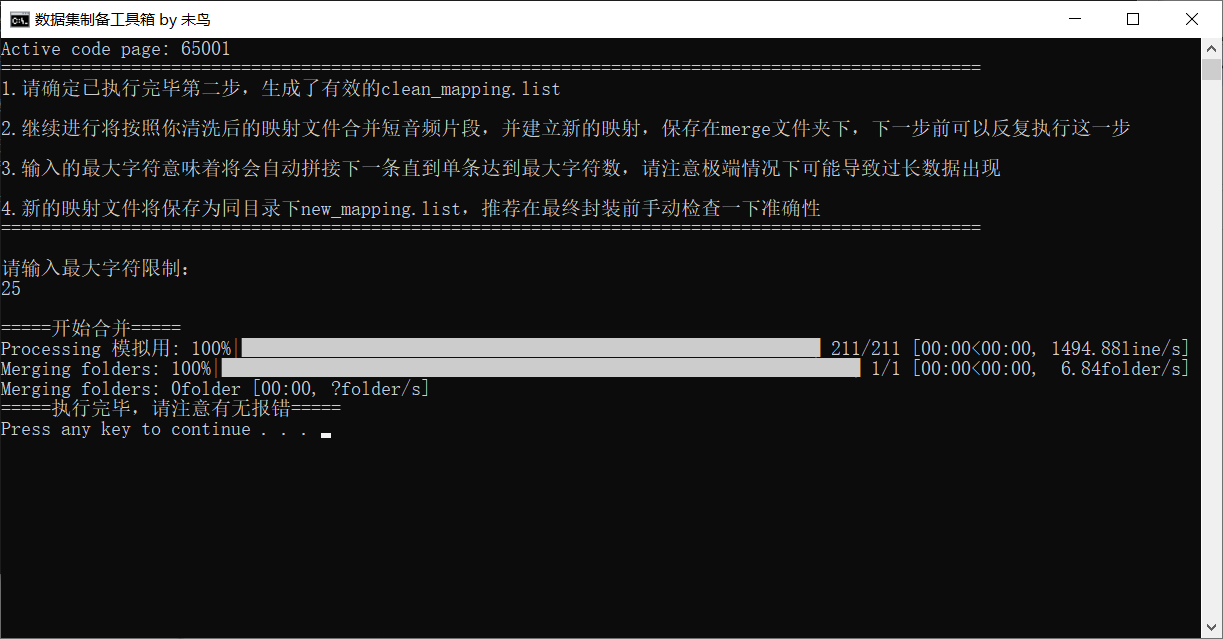 数据集制备工具箱 by 未鸟
Active code page: 65001
==================================================================================================
1.请确定已执行完毕第二步，生成了有效的clean_mapping.list
2.继续进行将按照你清洗后的映射文件合并短音频片段，并建立新的映射，保存在merge文件夹下，下一步前可以反复执行这一步
3.输入的最大字符意味着将会自动拼接下一条直到单条达到最大字符数，请注意极端情况下可能导致过长数据出现
4.新的映射文件将保存为同目录下new_mapping.list，推荐在最终封装前手动检查一下准确性
==================================================================================================
请输入最大字符限制：
25
=====开始合并=====
Processing 模拟用: 100%| 211/211 [00:00<00:00, 1494.88line/s]
Merging folders: 100%| 1/1 [00:00<00:00,  6.84folder/s]
Merging folders: 0folder [00:00, ?folder/s]
=====执行完毕，请注意有无报错=====
Press any key to continue . . .